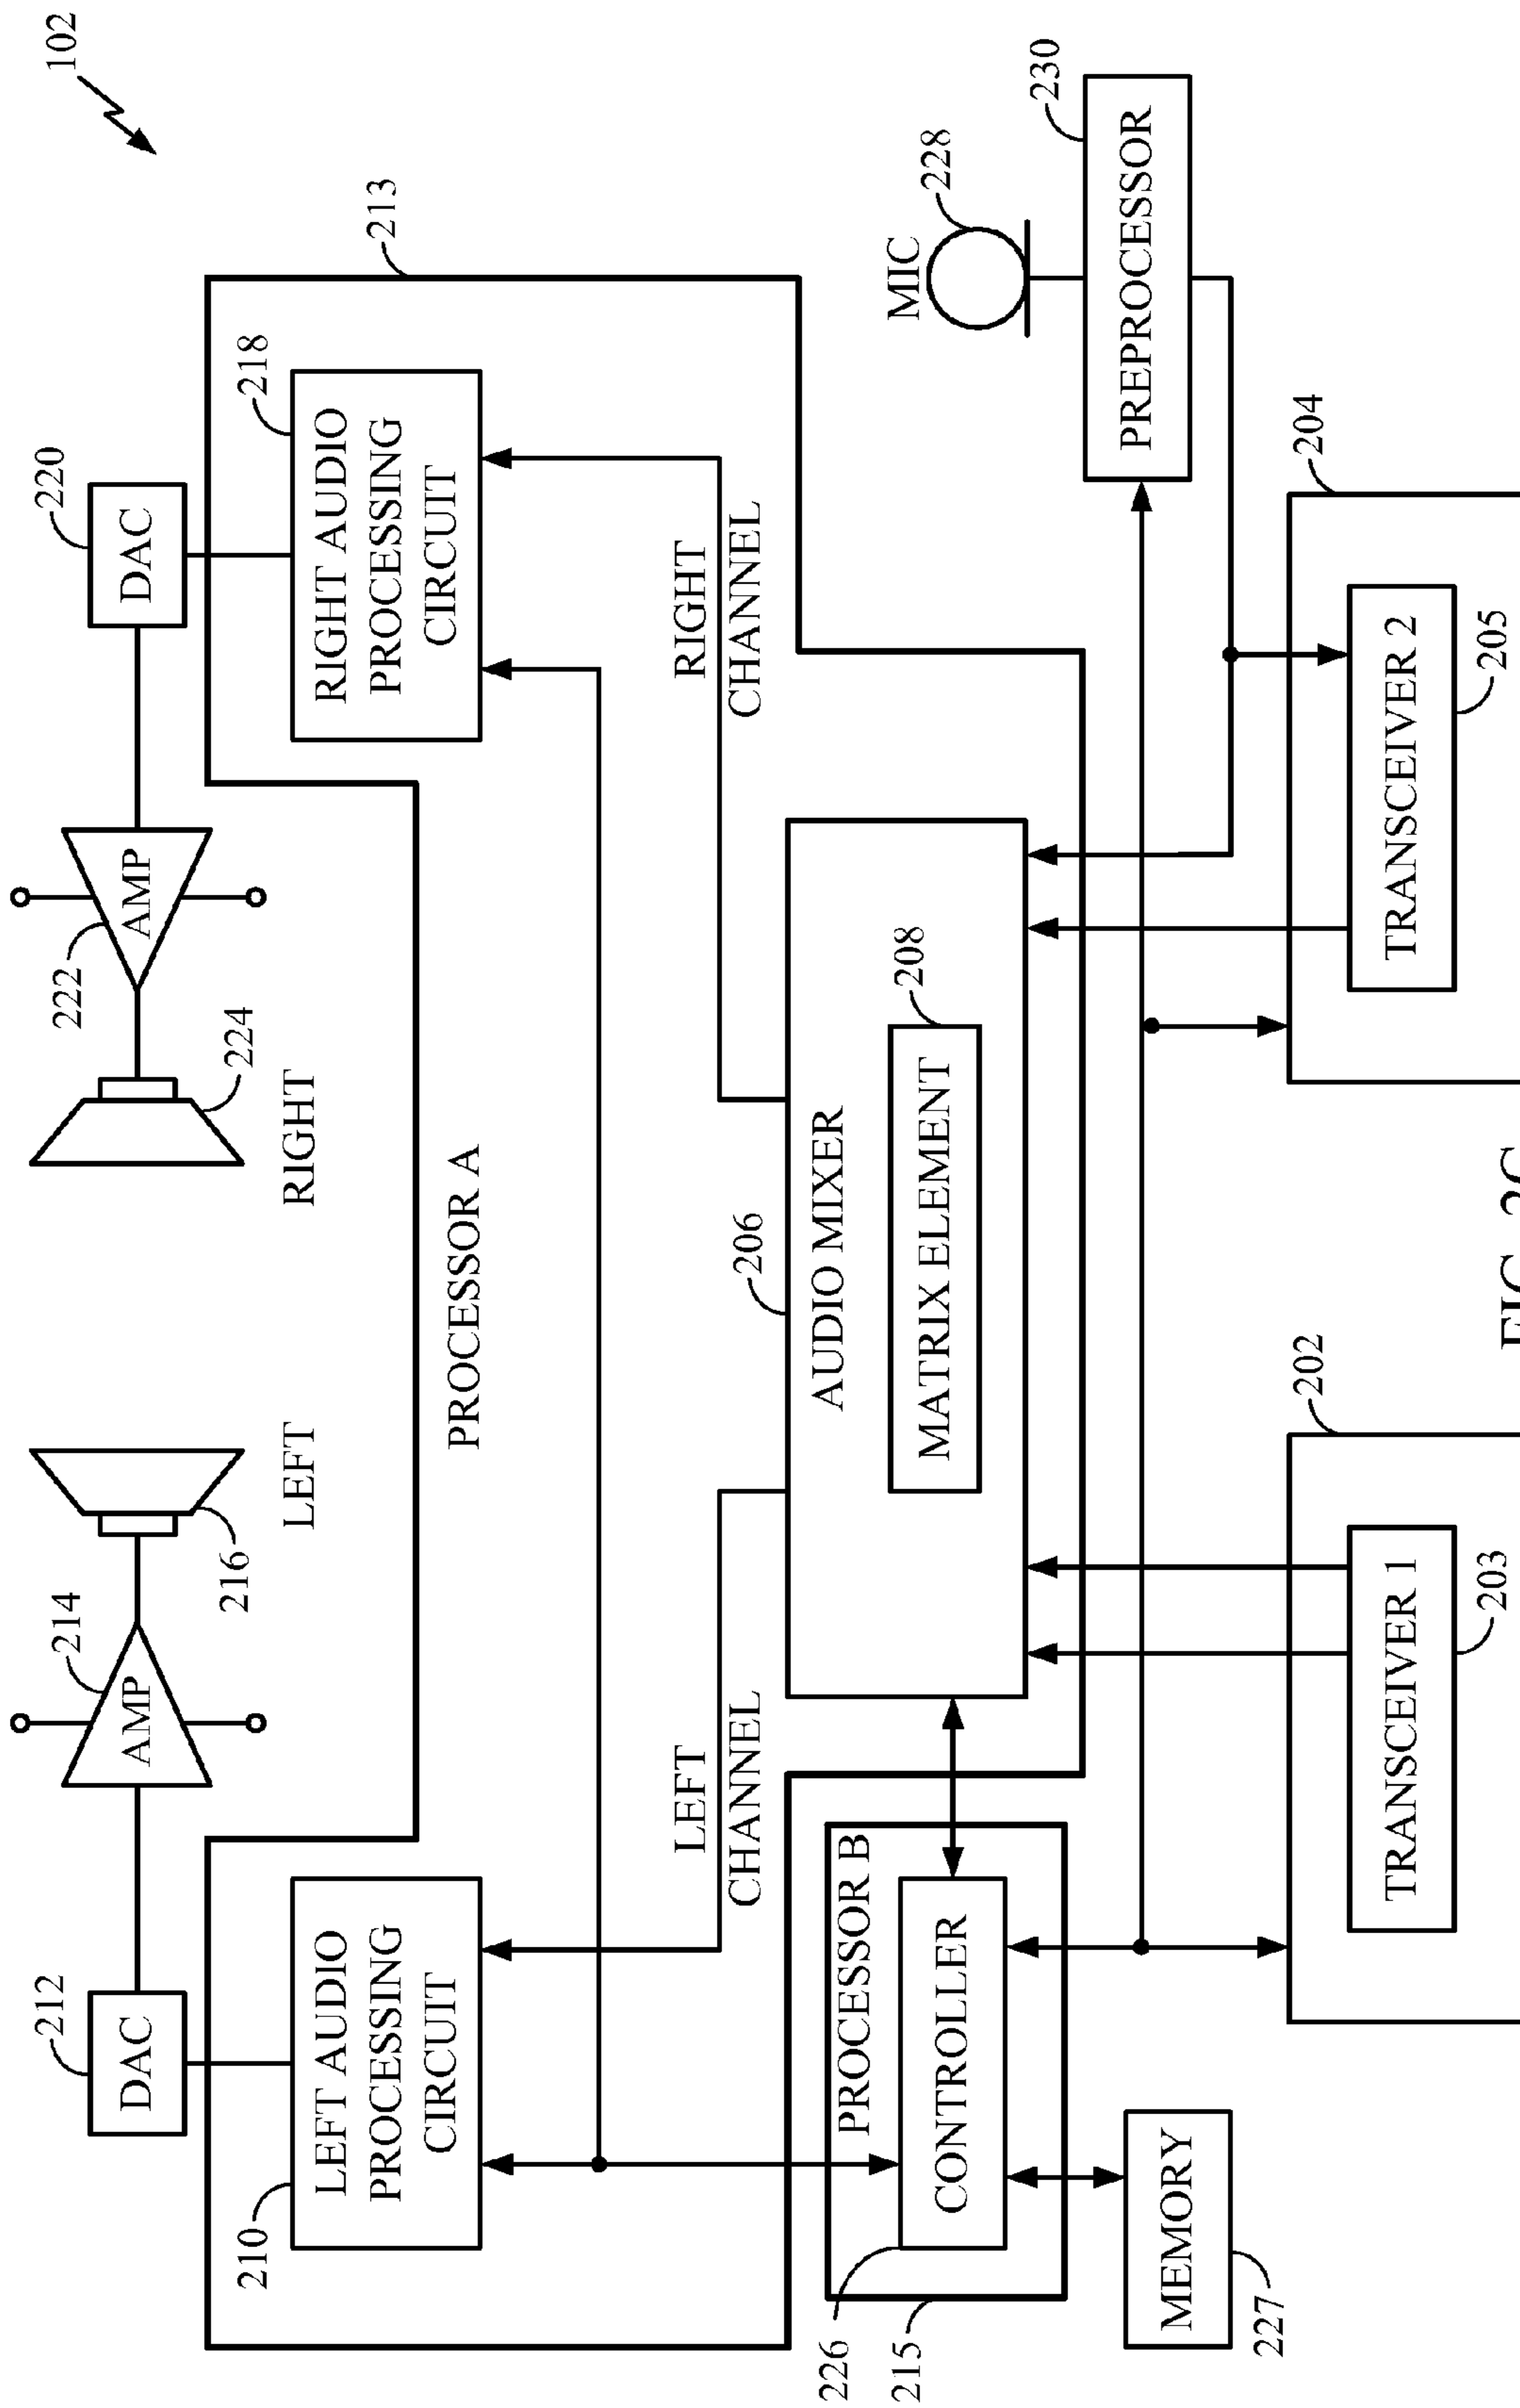 102
212
DAC
214
AMP
216
LEFT
224
RIGHT
222
AMP
220
DAC
210
LEFT AUDIO
PROCESSING
CIRCUIT
PROCESSOR A
218
RIGHT AUDIO
PROCESSING
CIRCUIT
213
LEFT
CHANNEL
RIGHT
CHANNEL
206
AUDIO MIXER
208
MATRIX ELEMENT
MIC
228
230
PREPROCESSOR
PROCESSOR B
CONTROLLER
226
215
MEMORY
227
202
TRANSCEIVER 1
203
204
TRANSCEIVER 2
205
FIG. 2C